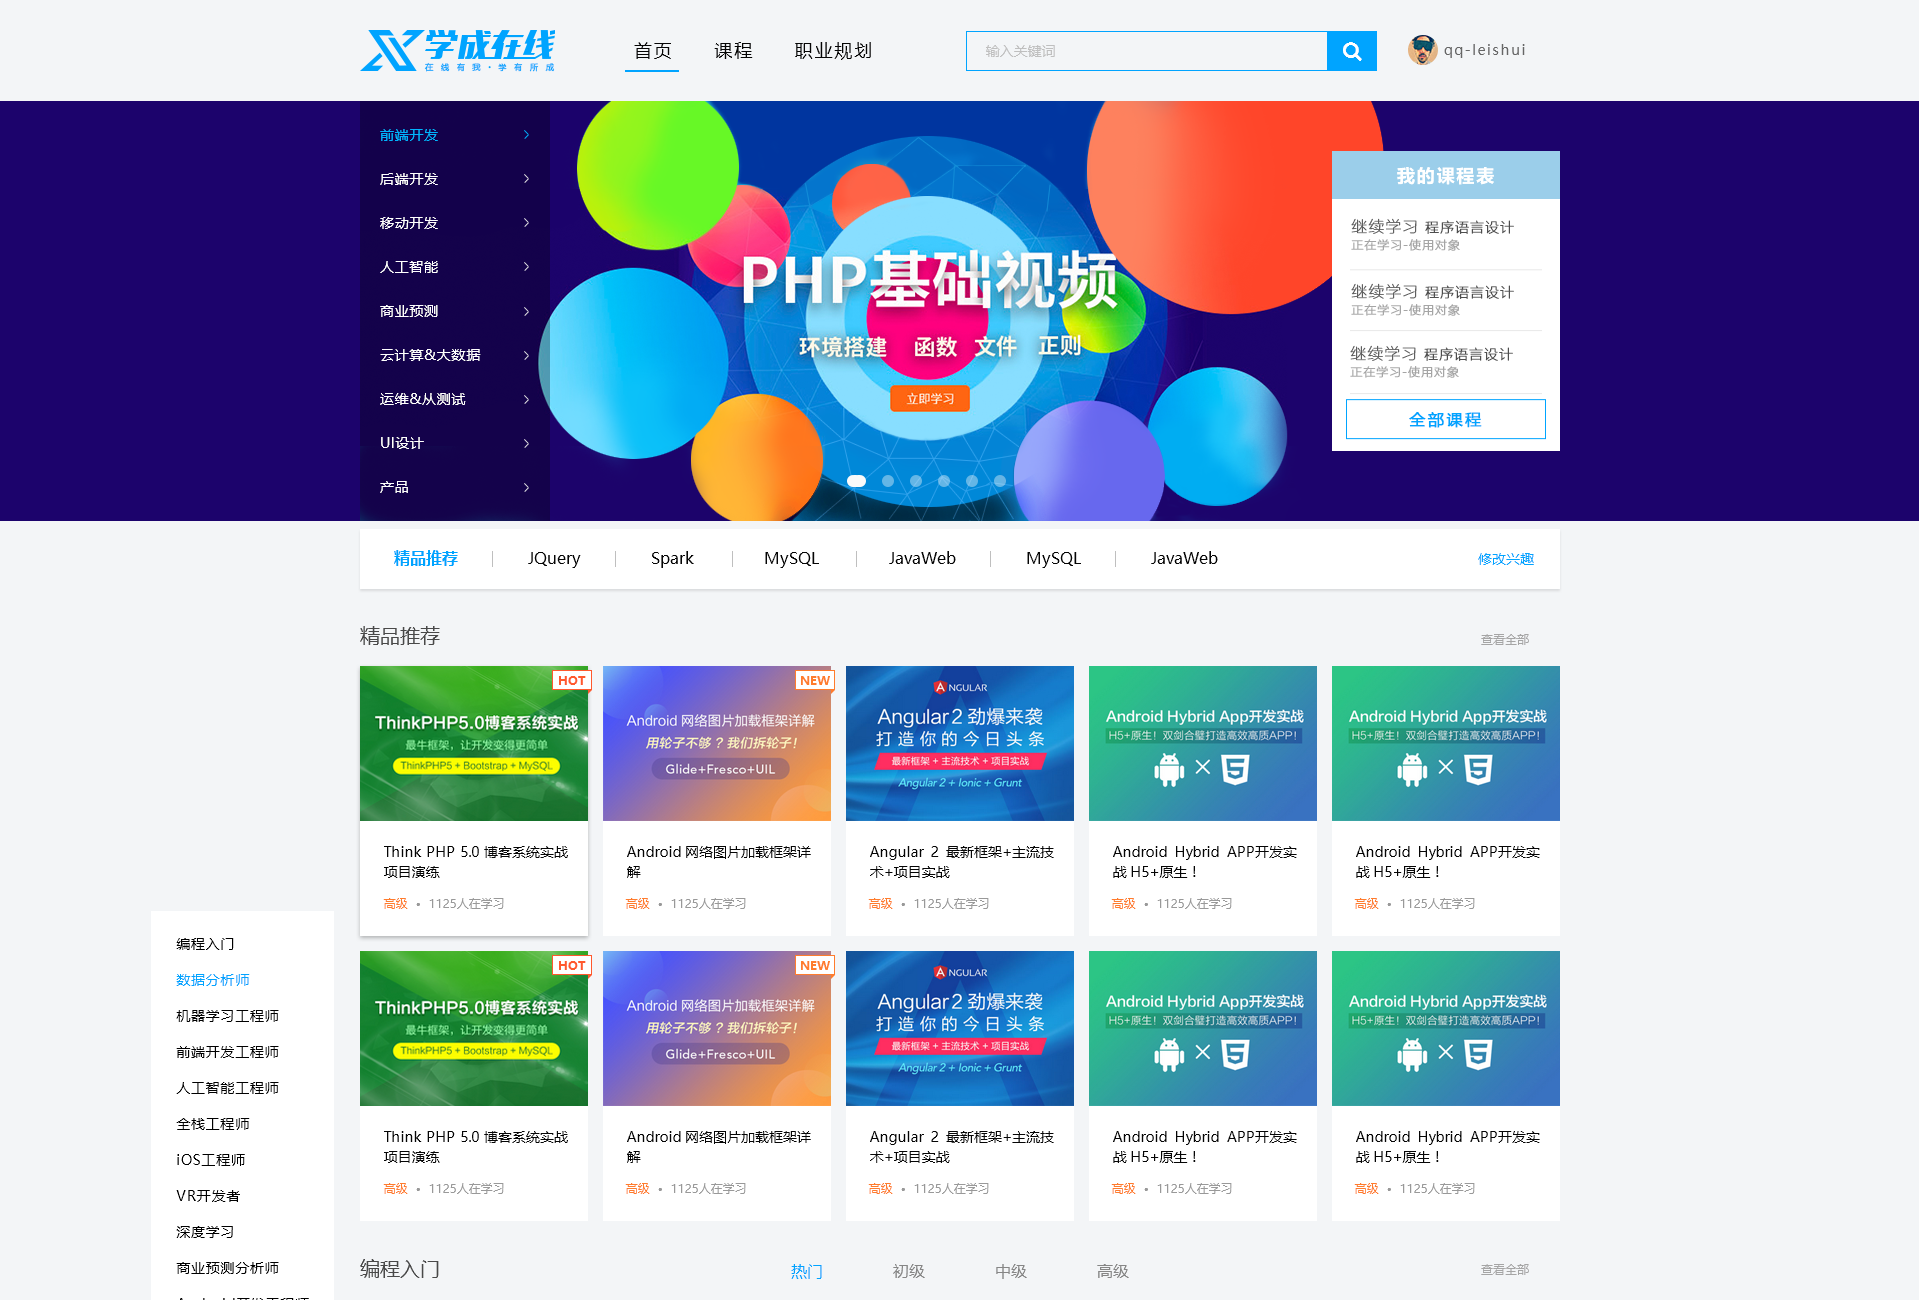 学成在线
在线有我·学有所成
首页 课程 职业规划
输入关键词
qq-leishui
前端开发
后端开发
移动开发
人工智能
商业预测
云计算&大数据
运维&从测试
UI设计
产品
PHP基础视频
环境搭建 函数 文件 正则
立即学习
我的课程表
继续学习 程序语言设计
正在学习-使用对象
继续学习 程序语言设计
正在学习-使用对象
继续学习 程序语言设计
正在学习-使用对象
全部课程
精品推荐 JQuery Spark MySQL JavaWeb MySQL JavaWeb 修改兴趣
精品推荐 查看全部
HOT
ThinkPHP5.0博客系统实战
最牛框架，让开发变得更简单
ThinkPHP5 + Bootstrap + MySQL
Think PHP 5.0 博客系统实战
项目演练
高级 • 1125人在学习
NEW
Android 网络图片加载框架详解
用轮子不够？我们拆轮子！
Glide+Fresco+UIL
Android 网络图片加载框架详
解
高级 • 1125人在学习
ANGULAR
Angular2 劲爆来袭
打造你的今日头条
最新框架 + 主流技术 + 项目实战
Angular 2 + Ionic + Grunt
Angular 2 最新框架+主流技
术+项目实战
高级 • 1125人在学习
Android Hybrid App开发实战
H5+原生！双剑合璧打造高效高质APP！
5
Android Hybrid APP开发实
战 H5+原生！
高级 • 1125人在学习
Android Hybrid App开发实战
H5+原生！双剑合璧打造高效高质APP！
5
Android Hybrid APP开发实
战 H5+原生！
高级 • 1125人在学习
HOT
ThinkPHP5.0博客系统实战
最牛框架，让开发变得更简单
ThinkPHP5 + Bootstrap + MySQL
Think PHP 5.0 博客系统实战
项目演练
高级 • 1125人在学习
NEW
Android 网络图片加载框架详解
用轮子不够？我们拆轮子！
Glide+Fresco+UIL
Android 网络图片加载框架详
解
高级 • 1125人在学习
ANGULAR
Angular2 劲爆来袭
打造你的今日头条
最新框架 + 主流技术 + 项目实战
Angular 2 + Ionic + Grunt
Angular 2 最新框架+主流技
术+项目实战
高级 • 1125人在学习
Android Hybrid App开发实战
H5+原生！双剑合璧打造高效高质APP！
5
Android Hybrid APP开发实
战 H5+原生！
高级 • 1125人在学习
Android Hybrid App开发实战
H5+原生！双剑合璧打造高效高质APP！
5
Android Hybrid APP开发实
战 H5+原生！
高级 • 1125人在学习
编程入门
数据分析师
机器学习工程师
前端开发工程师
人工智能工程师
全栈工程师
iOS工程师
VR开发者
深度学习
商业预测分析师
编程入门 热门 初级 中级 高级 查看全部